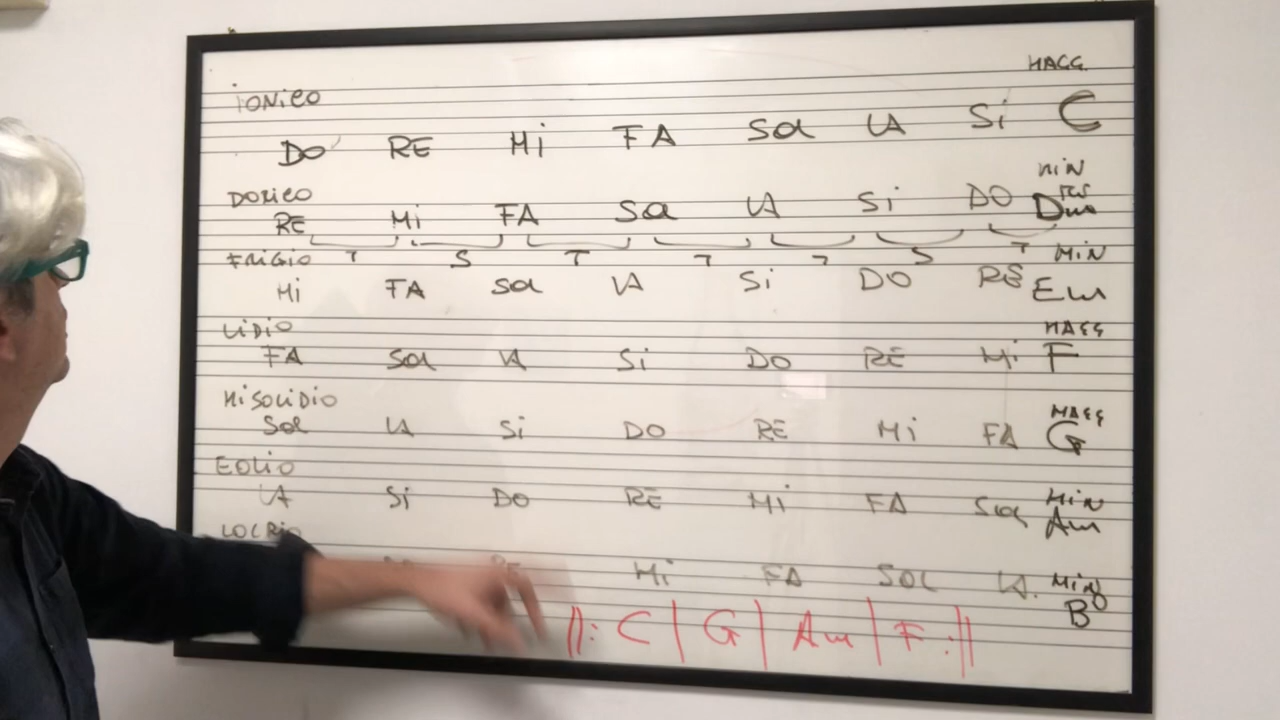 IONICO MAGG.
DO RE Mi FA Sol LA Si C
DORICO MiN
RE Mi FA Sol LA Si DO Dm
FRIGIO T S T T T S T MiN
Mi FA Sol LA Si DO RE Em
LiDiO MAGG
FA Sol LA Si DO RE Mi F
MiSOLiDiO MAGG
Sol LA Si DO RE Mi FA G
EOLiO
LA Si DO RE Mi FA Sol MiN
Am
LOCRiO
Mi FA SOL LA. MiN
B
||: C | G | Am | F :||